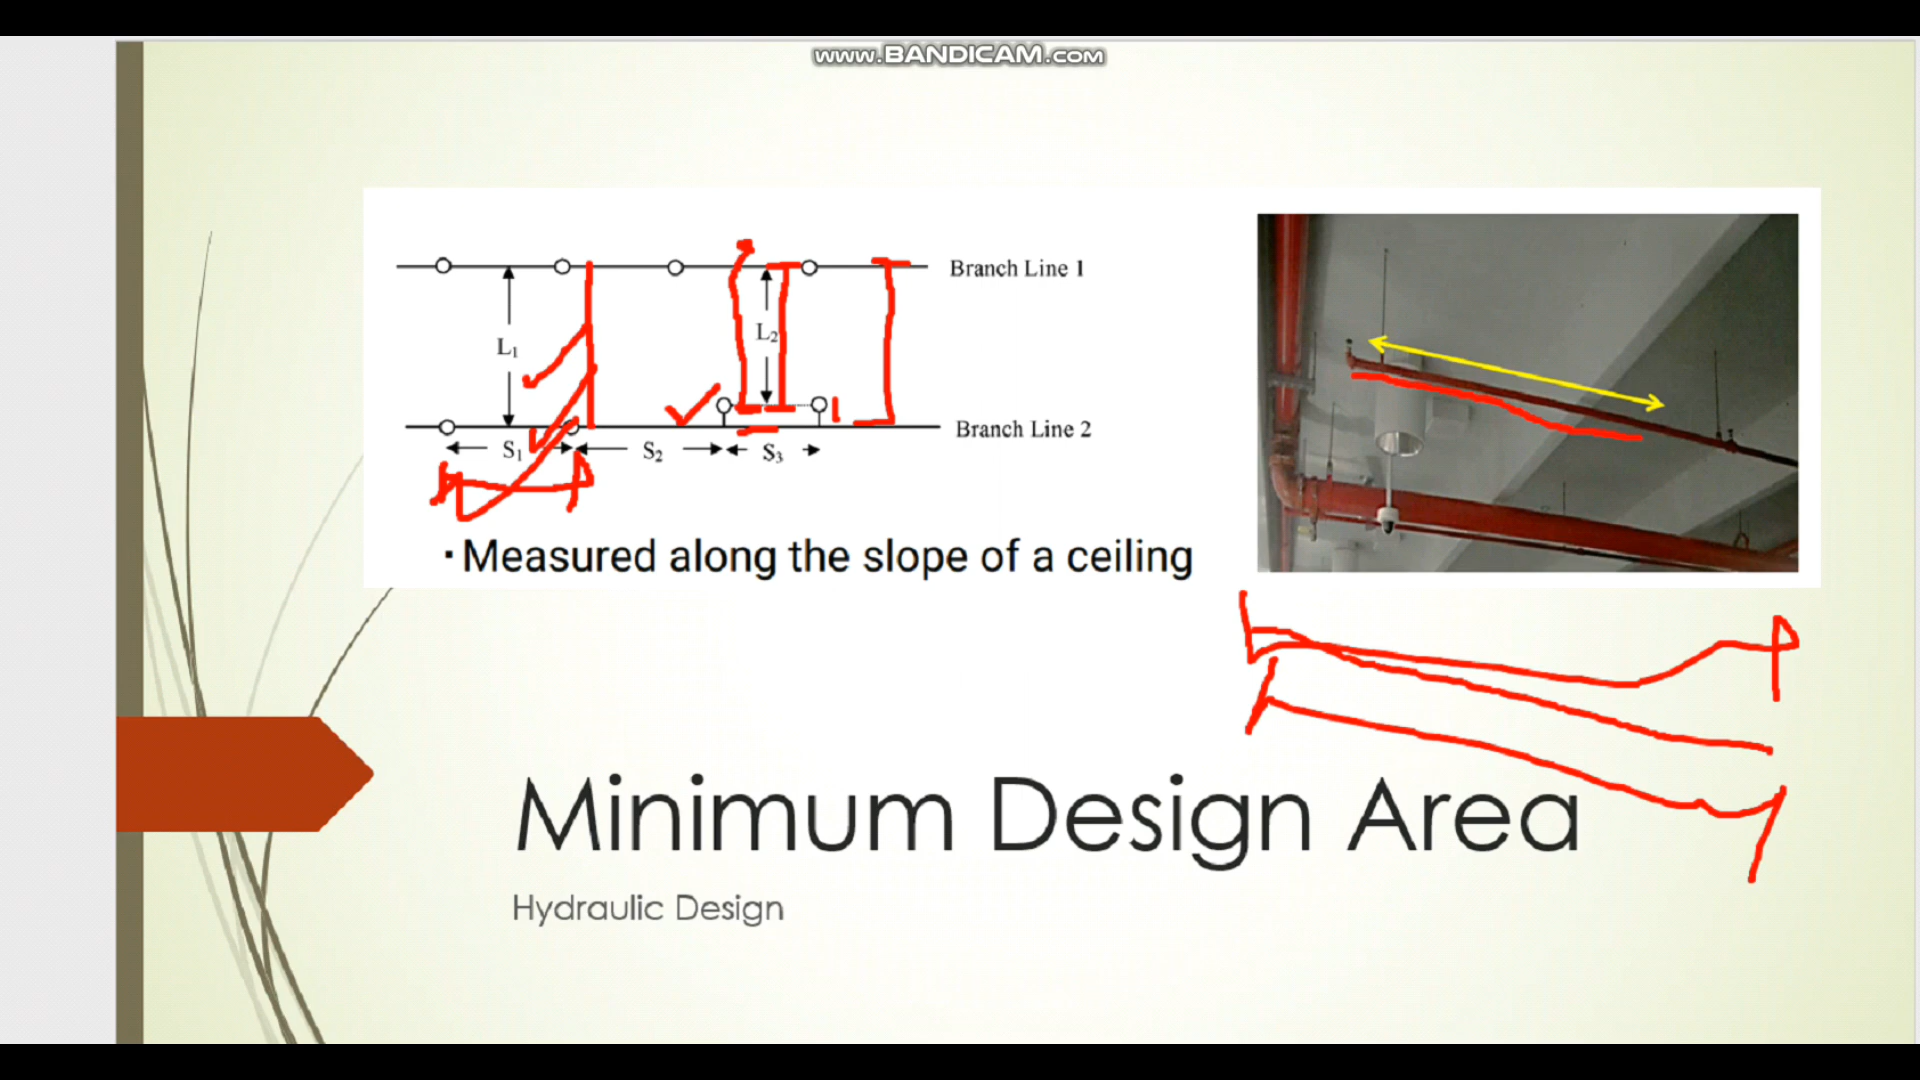 www.BANDICAM.com
Branch Line 1
L1
L2
Branch Line 2
S1 S2 S3
▪ Measured along the slope of a ceiling
Minimum Design Area
Hydraulic Design